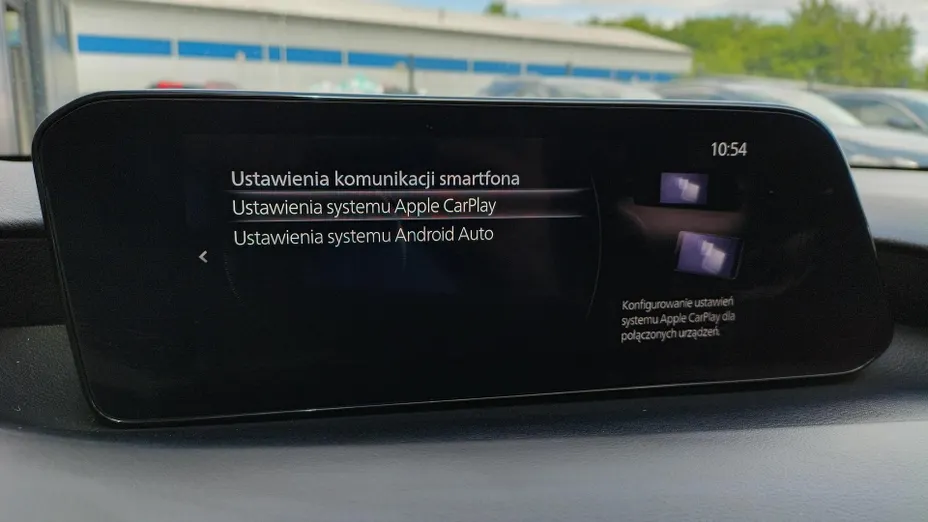 10:54
Ustawienia komunikacji smartfona
Ustawienia systemu Apple CarPlay
Ustawienia systemu Android Auto
Konfigurowanie ustawień
systemu Apple CarPlay dla
połączonych urządzeń.